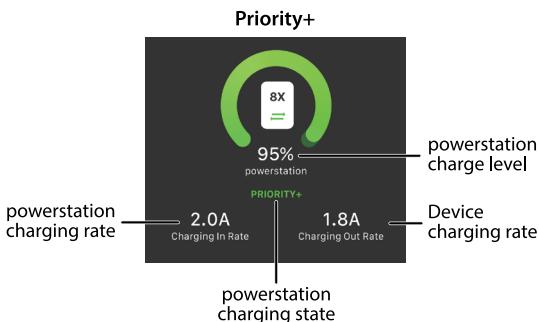 Priority+
8X
95%
powerstation
powerstation
charge level
PRIORITY+
powerstation
charging rate
2.0A
Charging In Rate
1.8A
Charging Out Rate
Device
charging rate
powerstation
charging state